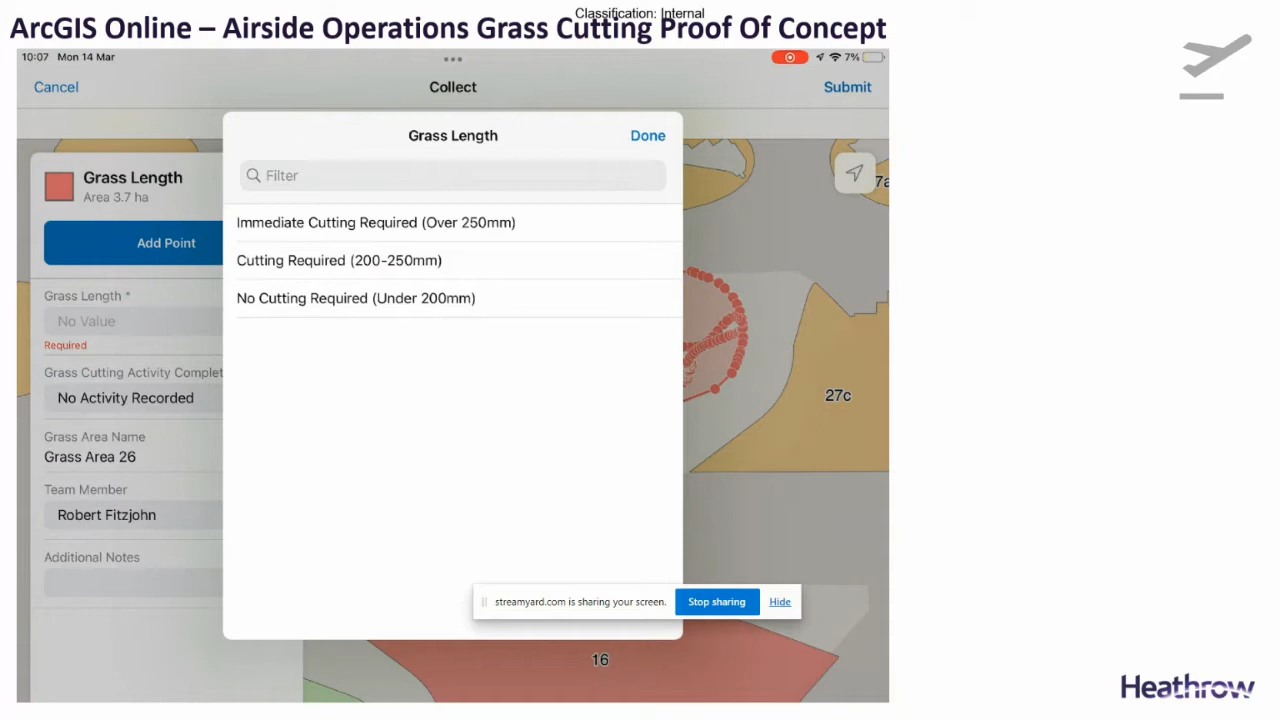 Classification: Internal
ArcGIS Online – Airside Operations Grass Cutting Proof Of Concept
10:07 Mon 14 Mar
7%
Cancel
Collect
Submit
Grass Length
Done
Filter
Immediate Cutting Required (Over 250mm)
Cutting Required (200-250mm)
No Cutting Required (Under 200mm)
Grass Length
Area 3.7 ha
Add Point
Grass Length *
No Value
Required
Grass Cutting Activity Complet
No Activity Recorded
Grass Area Name
Grass Area 26
Team Member
Robert Fitzjohn
Additional Notes
7a
27c
streamyard.com is sharing your screen.
Stop sharing
Hide
16
Heathrow